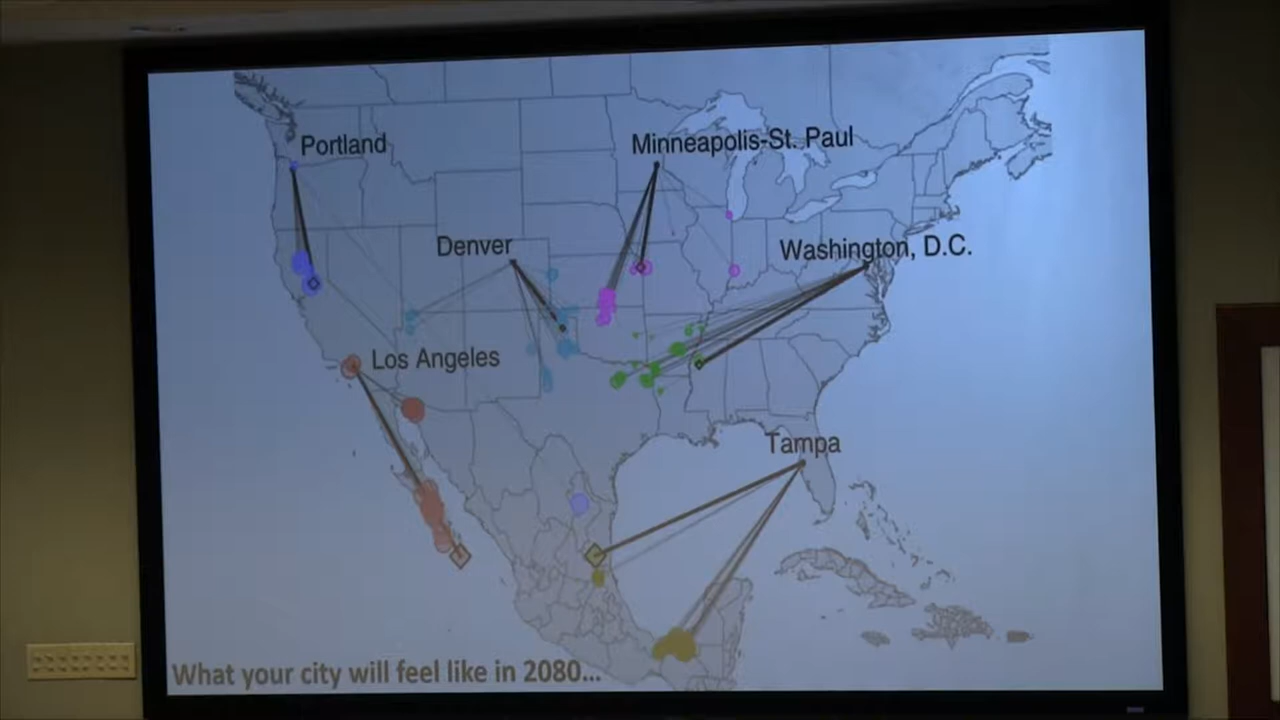 Portland
Minneapolis-St. Paul
Denver
Washington, D.C.
Los Angeles
Tampa
What your city will feel like in 2080...